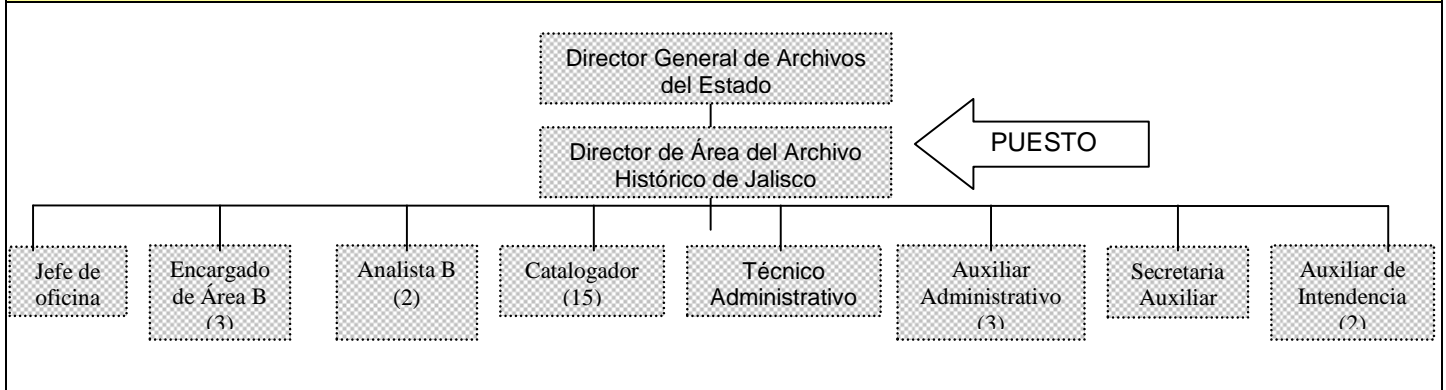 Director General de Archivos
del Estado
Director de Área del Archivo
Histórico de Jalisco
PUESTO
Jefe de
oficina
Encargado
de Área B
(3)
Analista B
(2)
Catalogador
(15)
Técnico
Administrativo
Auxiliar
Administrativo
(3)
Secretaria
Auxiliar
Auxiliar de
Intendencia
(2)